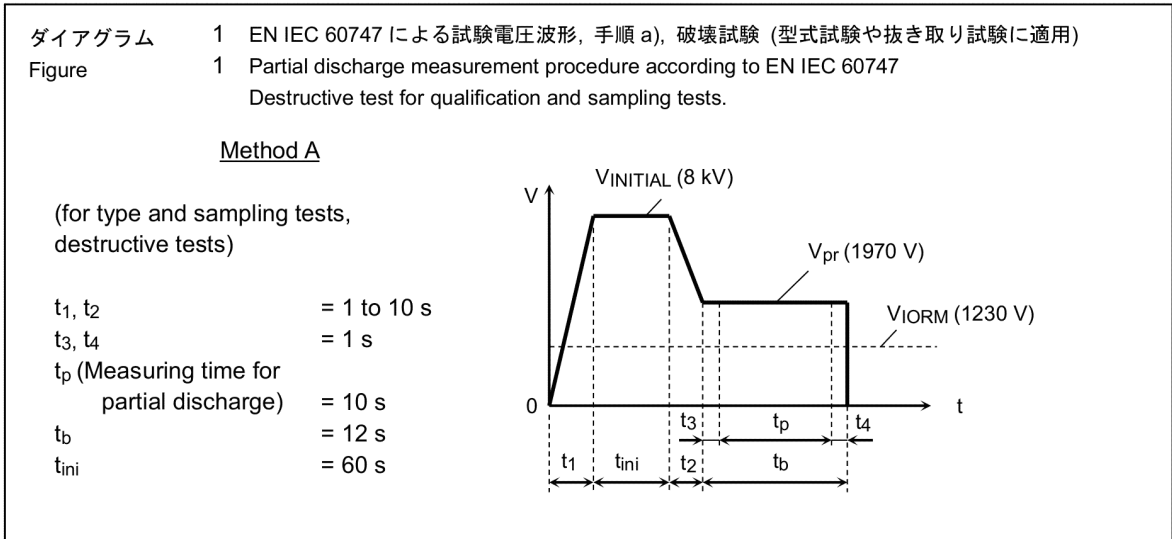 ダイアグラム 1 EN IEC 60747 による試験電圧波形, 手順 a), 破壊試験 (型式試験や抜き取り試験に適用)
Figure 1 Partial discharge measurement procedure according to EN IEC 60747
Destructive test for qualification and sampling tests.
Method A
(for type and sampling tests,
destructive tests)
t1, t2 = 1 to 10 s
t3, t4 = 1 s
tp (Measuring time for
partial discharge) = 10 s
tb = 12 s
tini = 60 s
V
VINITIAL (8 kV)
Vpr (1970 V)
VIORM (1230 V)
0
t
t3 tp t4
t1 tini t2 tb